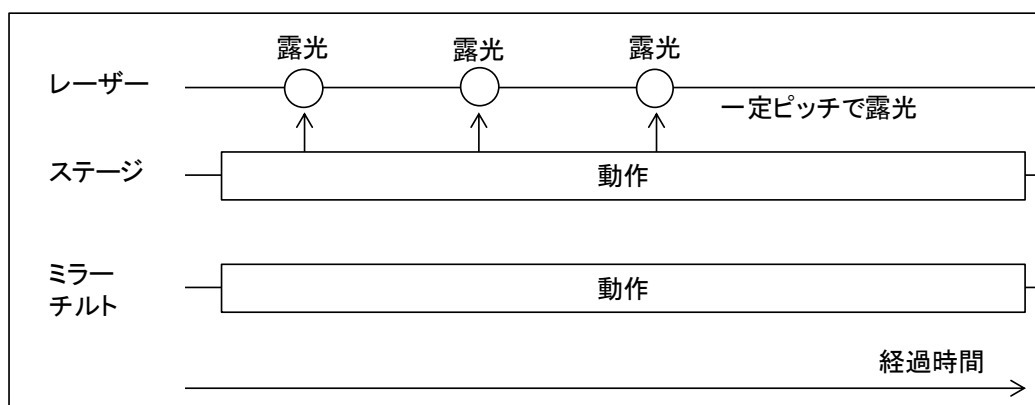 露光 露光 露光
レーザー
一定ピッチで露光
ステージ
動作
ミラー
チルト
動作
経過時間